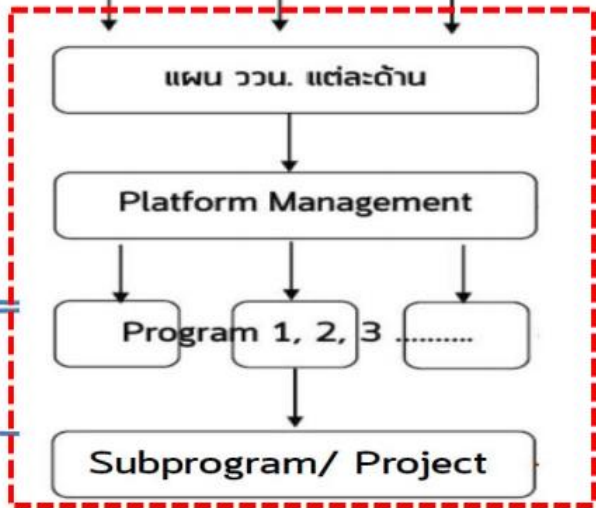 แผน ววน. แต่ละด้าน
Platform Management
Program 1, 2, 3 ..........
Subprogram/ Project